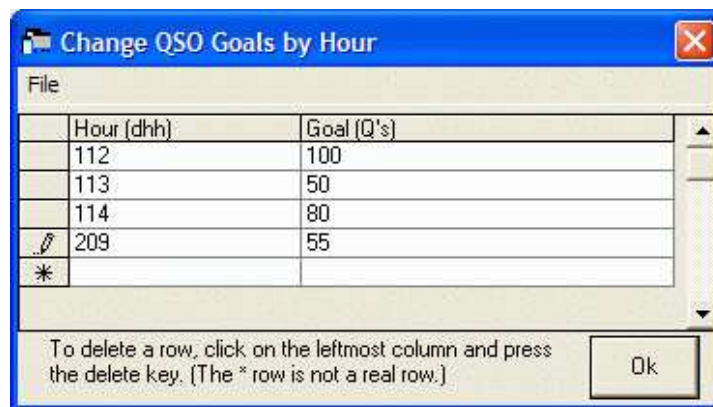 Change QSO Goals by Hour
File
Hour (dhh) Goal (Q's)
112 100
113 50
114 80
209 55
*
To delete a row, click on the leftmost column and press
the delete key. (The * row is not a real row.)
Ok